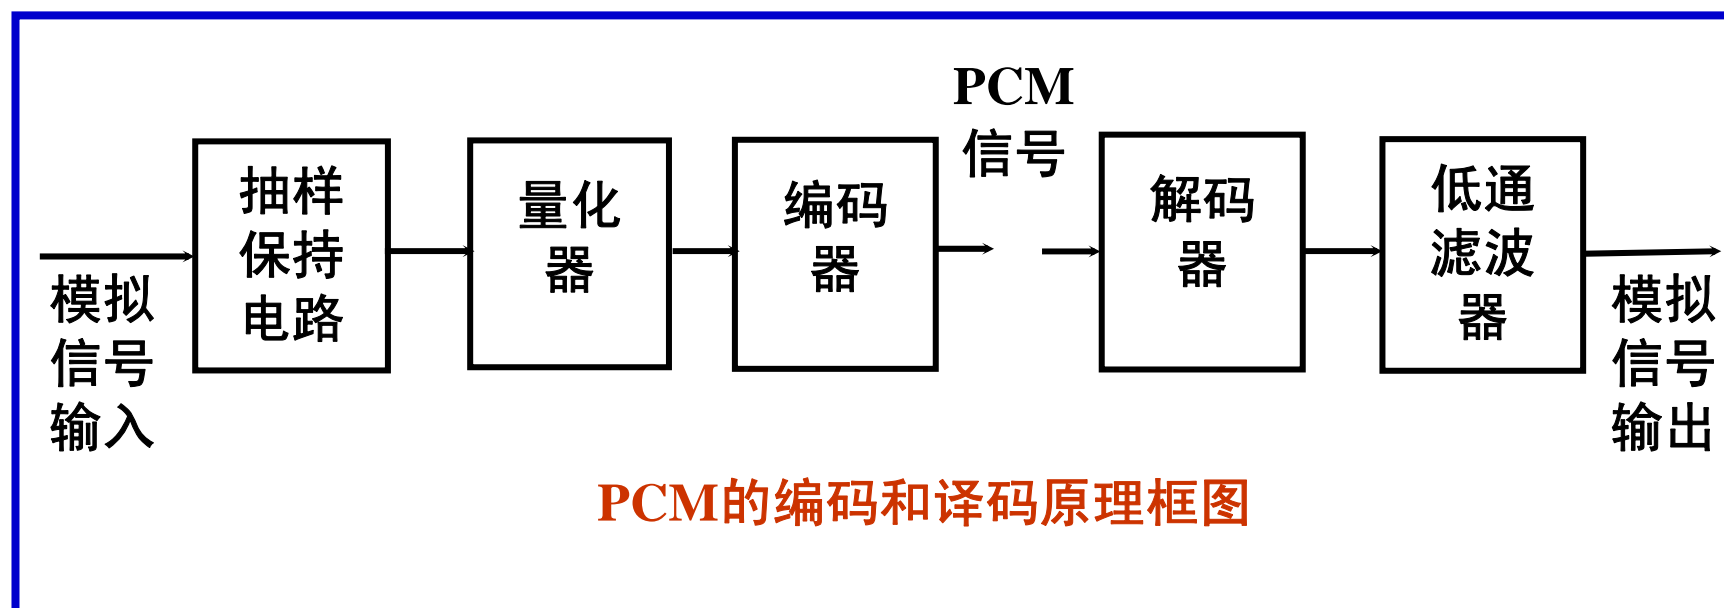 模拟
信号
输入
抽样
保持
电路
量化
器
编码
器
PCM
信号
解码
器
低通
滤波
器
模拟
信号
输出
PCM的编码和译码原理框图